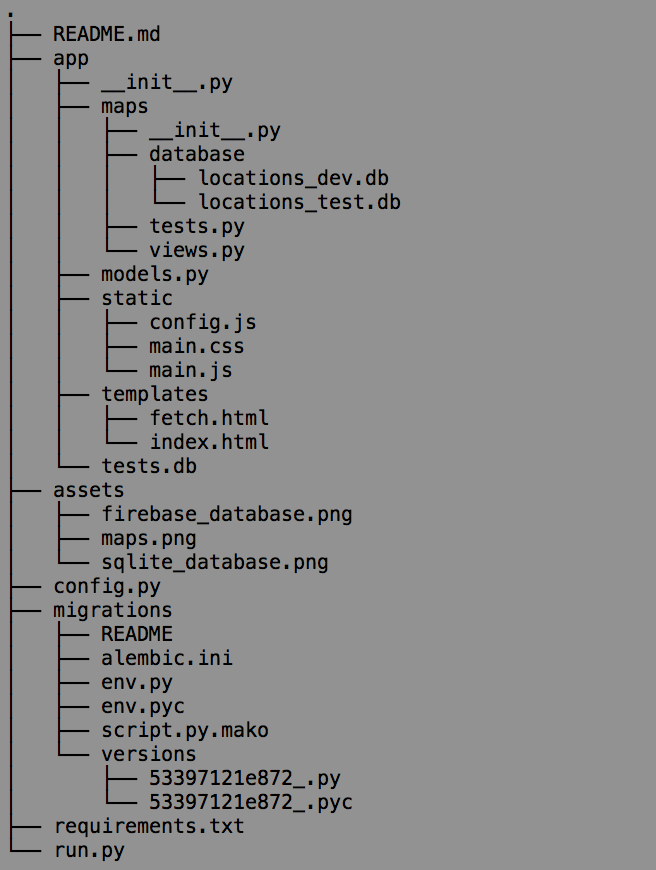 .
├── README.md
├── app
│   ├── __init__.py
│   ├── maps
│   │   ├── __init__.py
│   │   ├── database
│   │   │   ├── locations_dev.db
│   │   │   └── locations_test.db
│   │   ├── tests.py
│   │   └── views.py
│   ├── models.py
│   ├── static
│   │   ├── config.js
│   │   ├── main.css
│   │   └── main.js
│   ├── templates
│   │   ├── fetch.html
│   │   └── index.html
│   └── tests.db
├── assets
│   ├── firebase_database.png
│   ├── maps.png
│   └── sqlite_database.png
├── config.py
├── migrations
│   ├── README
│   ├── alembic.ini
│   ├── env.py
│   ├── env.pyc
│   ├── script.py.mako
│   └── versions
│       ├── 53397121e872_.py
│       └── 53397121e872_.pyc
├── requirements.txt
└── run.py